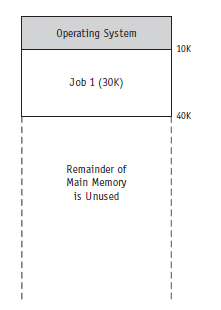 Operating System
10K
Job 1 (30K)
40K
Remainder of
Main Memory
is Unused